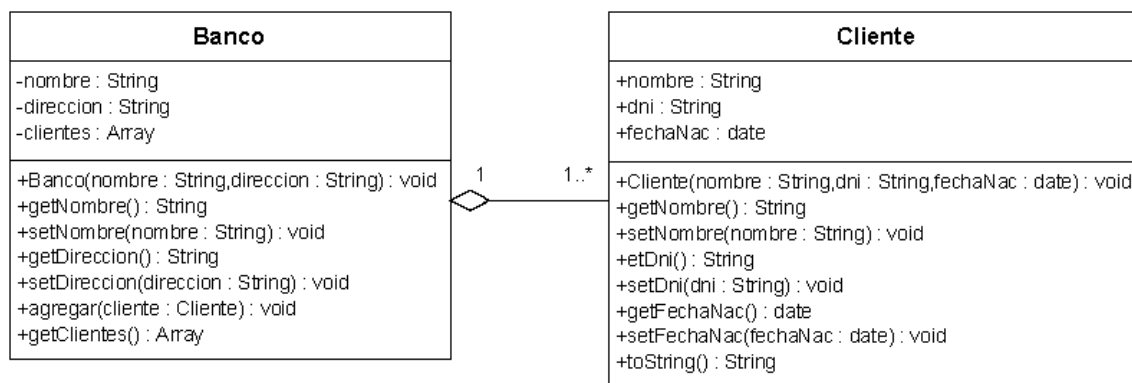 Banco
-nombre : String
-direccion : String
-clientes : Array
+Banco(nombre : String,direccion : String) : void
+getNombre() : String
+setNombre(nombre : String) : void
+getDireccion() : String
+setDireccion(direccion : String) : void
+agregar(cliente : Cliente) : void
+getClientes() : Array
1
1..*
Cliente
+nombre : String
+dni : String
+fechaNac : date
+Cliente(nombre : String,dni : String,fechaNac : date) : void
+getNombre() : String
+setNombre(nombre : String) : void
+etDni() : String
+setDni(dni : String) : void
+getFechaNac() : date
+setFechaNac(fechaNac : date) : void
+toString() : String